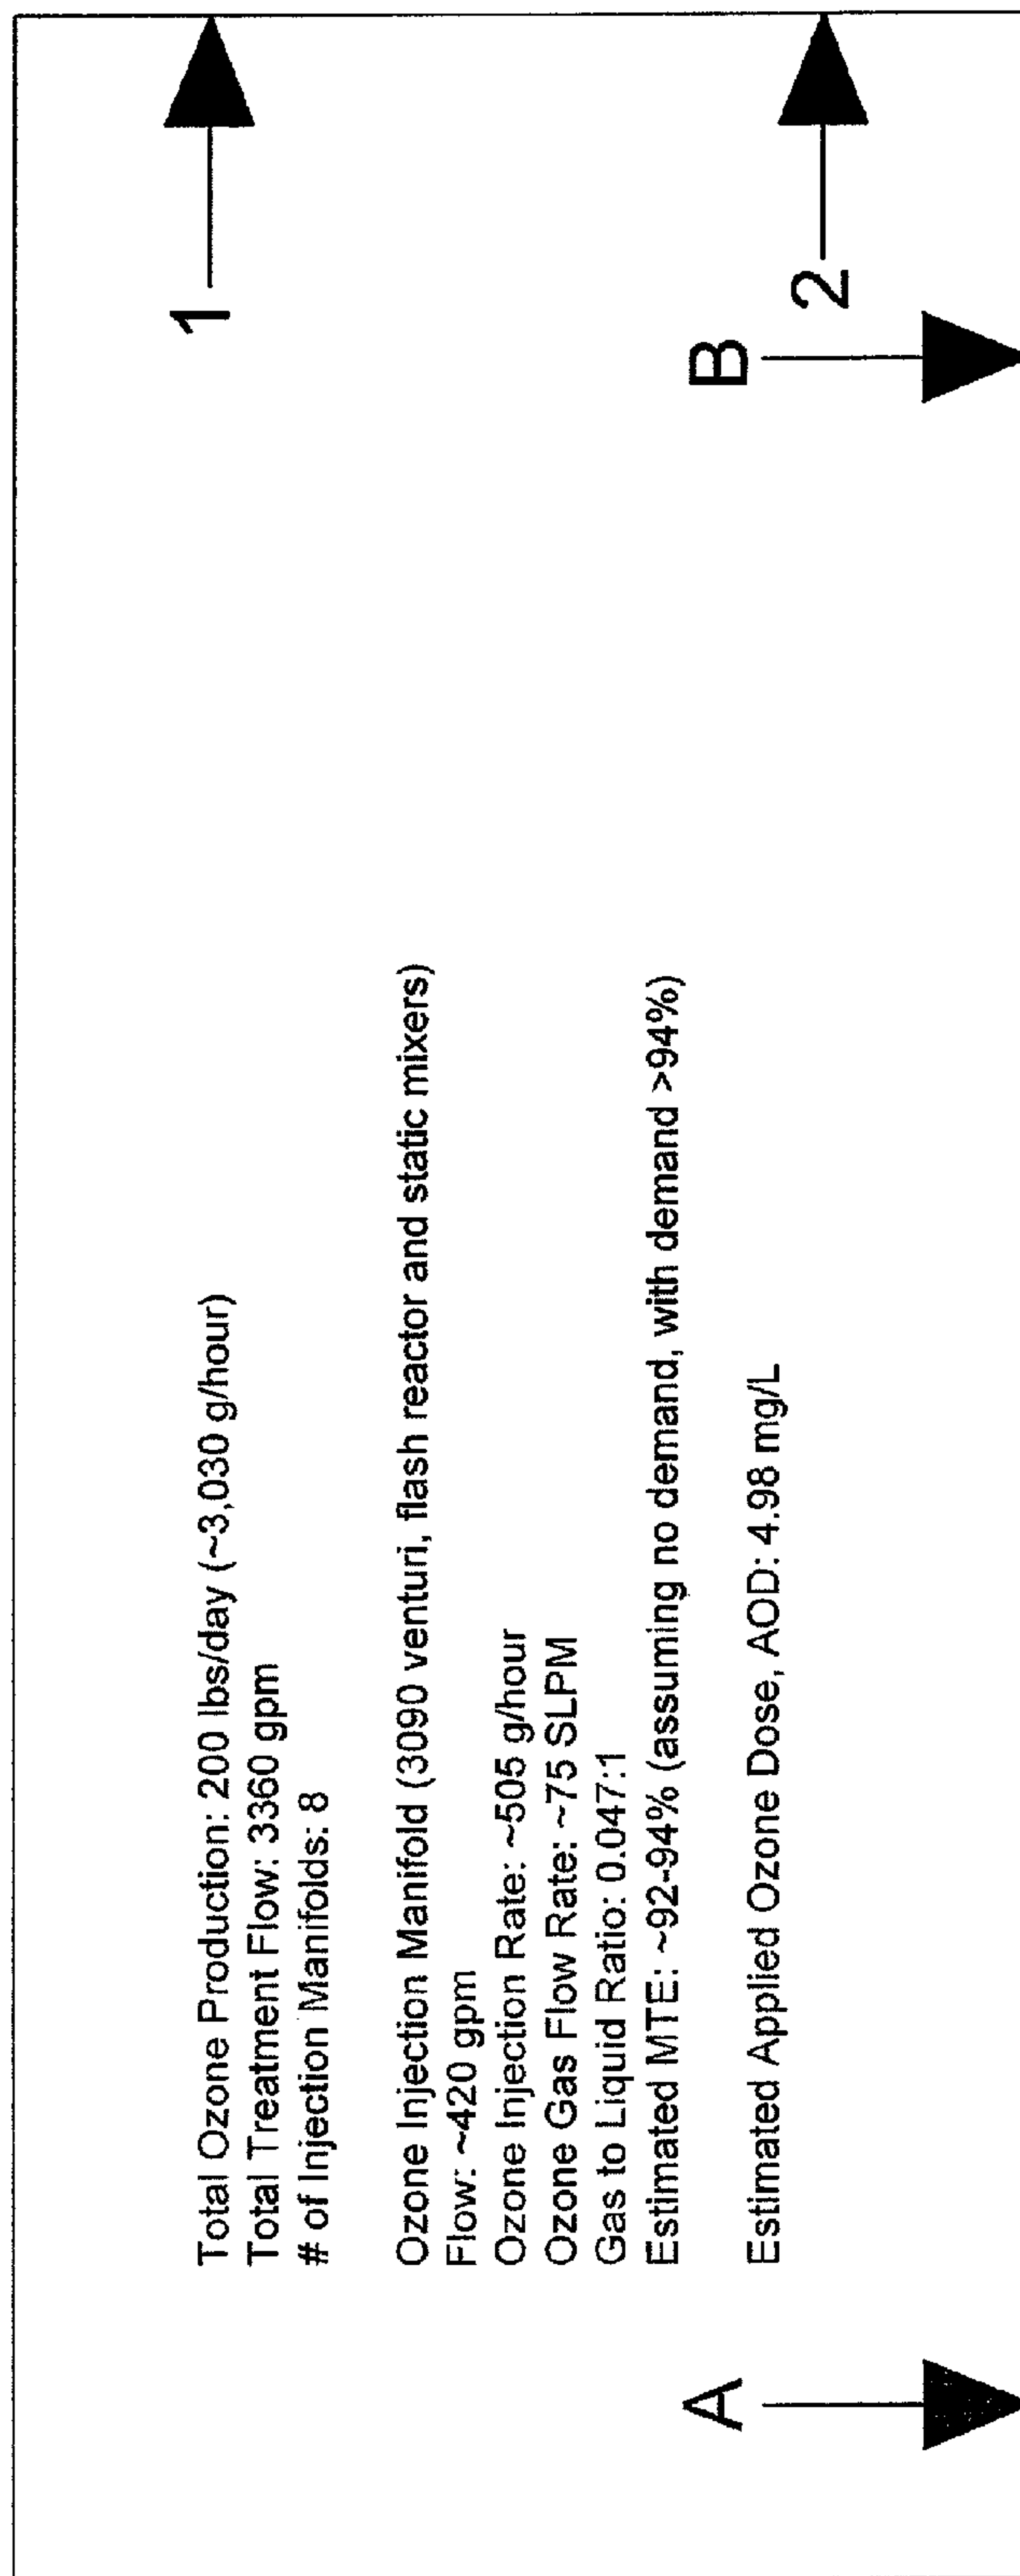 Total Ozone Production: 200 lbs/day (~3,030 g/hour)
Total Treatment Flow: 3360 gpm
# of Injection Manifolds: 8
Ozone Injection Manifold (3090 venturi, flash reactor and static mixers)
Flow: ~420 gpm
Ozone Injection Rate: ~505 g/hour
Ozone Gas Flow Rate: ~75 SLPM
Gas to Liquid Ratio: 0.047:1
Estimated MTE: ~92-94% (assuming no demand, with demand >94%)
Estimated Applied Ozone Dose, AOD: 4.98 mg/L
1
2
A
B